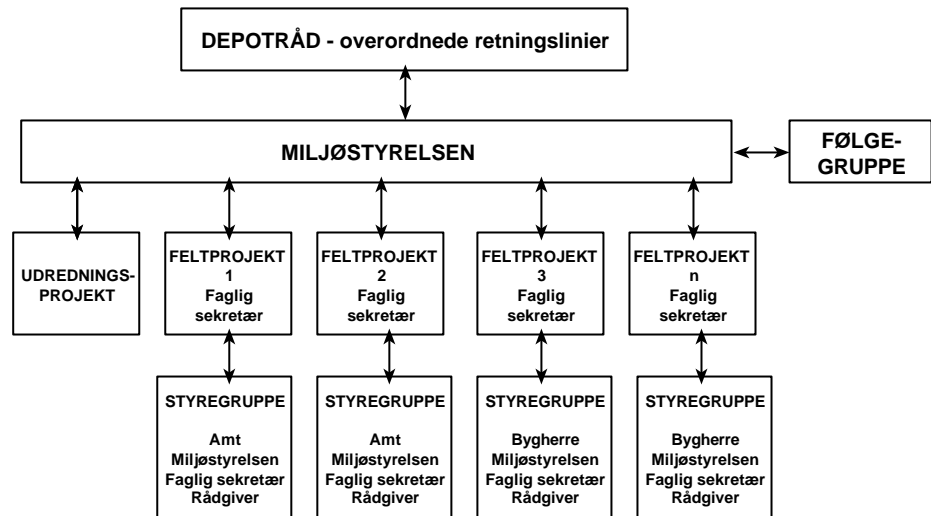 DEPOTRÅD - overordnede retningslinier
MILJØSTYRELSEN
FØLGE-
GRUPPE
UDREDNINGS-
PROJEKT
FELTPROJEKT
1
Faglig
sekretær
FELTPROJEKT
2
Faglig
sekretær
FELTPROJEKT
3
Faglig
sekretær
FELTPROJEKT
n
Faglig
sekretær
STYREGRUPPE
Amt
Miljøstyrelsen
Faglig sekretær
Rådgiver
STYREGRUPPE
Amt
Miljøstyrelsen
Faglig sekretær
Rådgiver
STYREGRUPPE
Bygherre
Miljøstyrelsen
Faglig sekretær
Rådgiver
STYREGRUPPE
Bygherre
Miljøstyrelsen
Faglig sekretær
Rådgiver